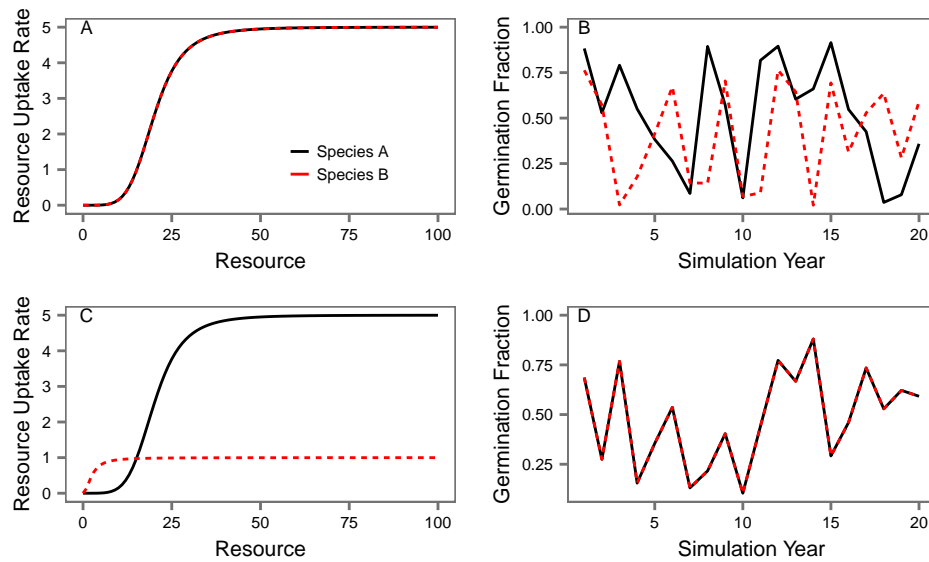 A
Resource Uptake Rate
5
4
3
2
1
0
Species A
Species B
0
25
50
75
100
Resource
B
Germination Fraction
1.00
0.75
0.50
0.25
0.00
5
10
15
20
Simulation Year
C
Resource Uptake Rate
5
4
3
2
1
0
0
25
50
75
100
Resource
D
Germination Fraction
1.00
0.75
0.50
0.25
5
10
15
20
Simulation Year